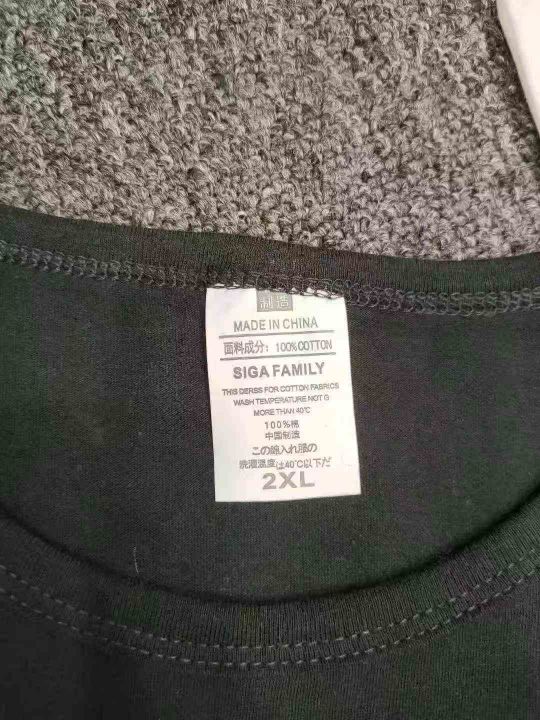 制造
MADE IN CHINA
面料成分: 100%COTTON
SIGA FAMILY
THIS DERSS FOR COTTON FABRICS
WASH TEMPERATURE NOT G
MORE THAN 40℃
100%棉
中国制造
この綿入れ服の
洗濯温度は40℃以下だ
2XL